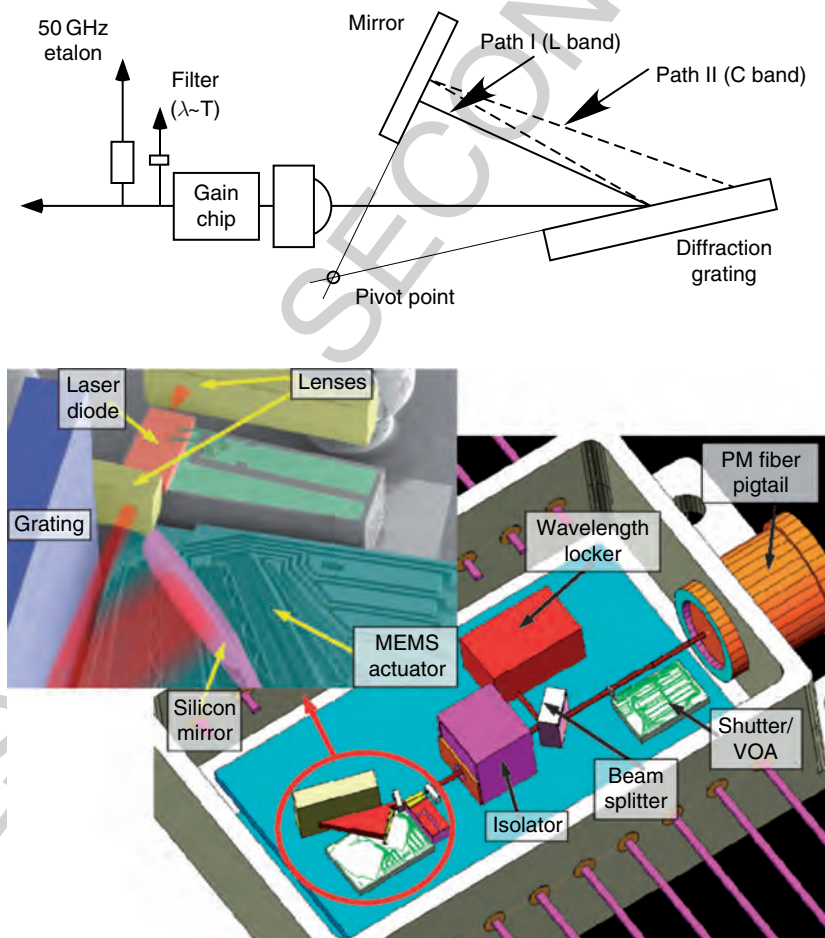 50 GHz
etalon
Filter
(λ~T)
Mirror
Path I (L band)
Path II (C band)
Gain
chip
Diffraction
grating
Pivot point
SECON
Laser
diode
Lenses
Grating
MEMS
actuator
Silicon
mirror
PM fiber
pigtail
Wavelength
locker
Shutter/
VOA
Beam
splitter
Isolator